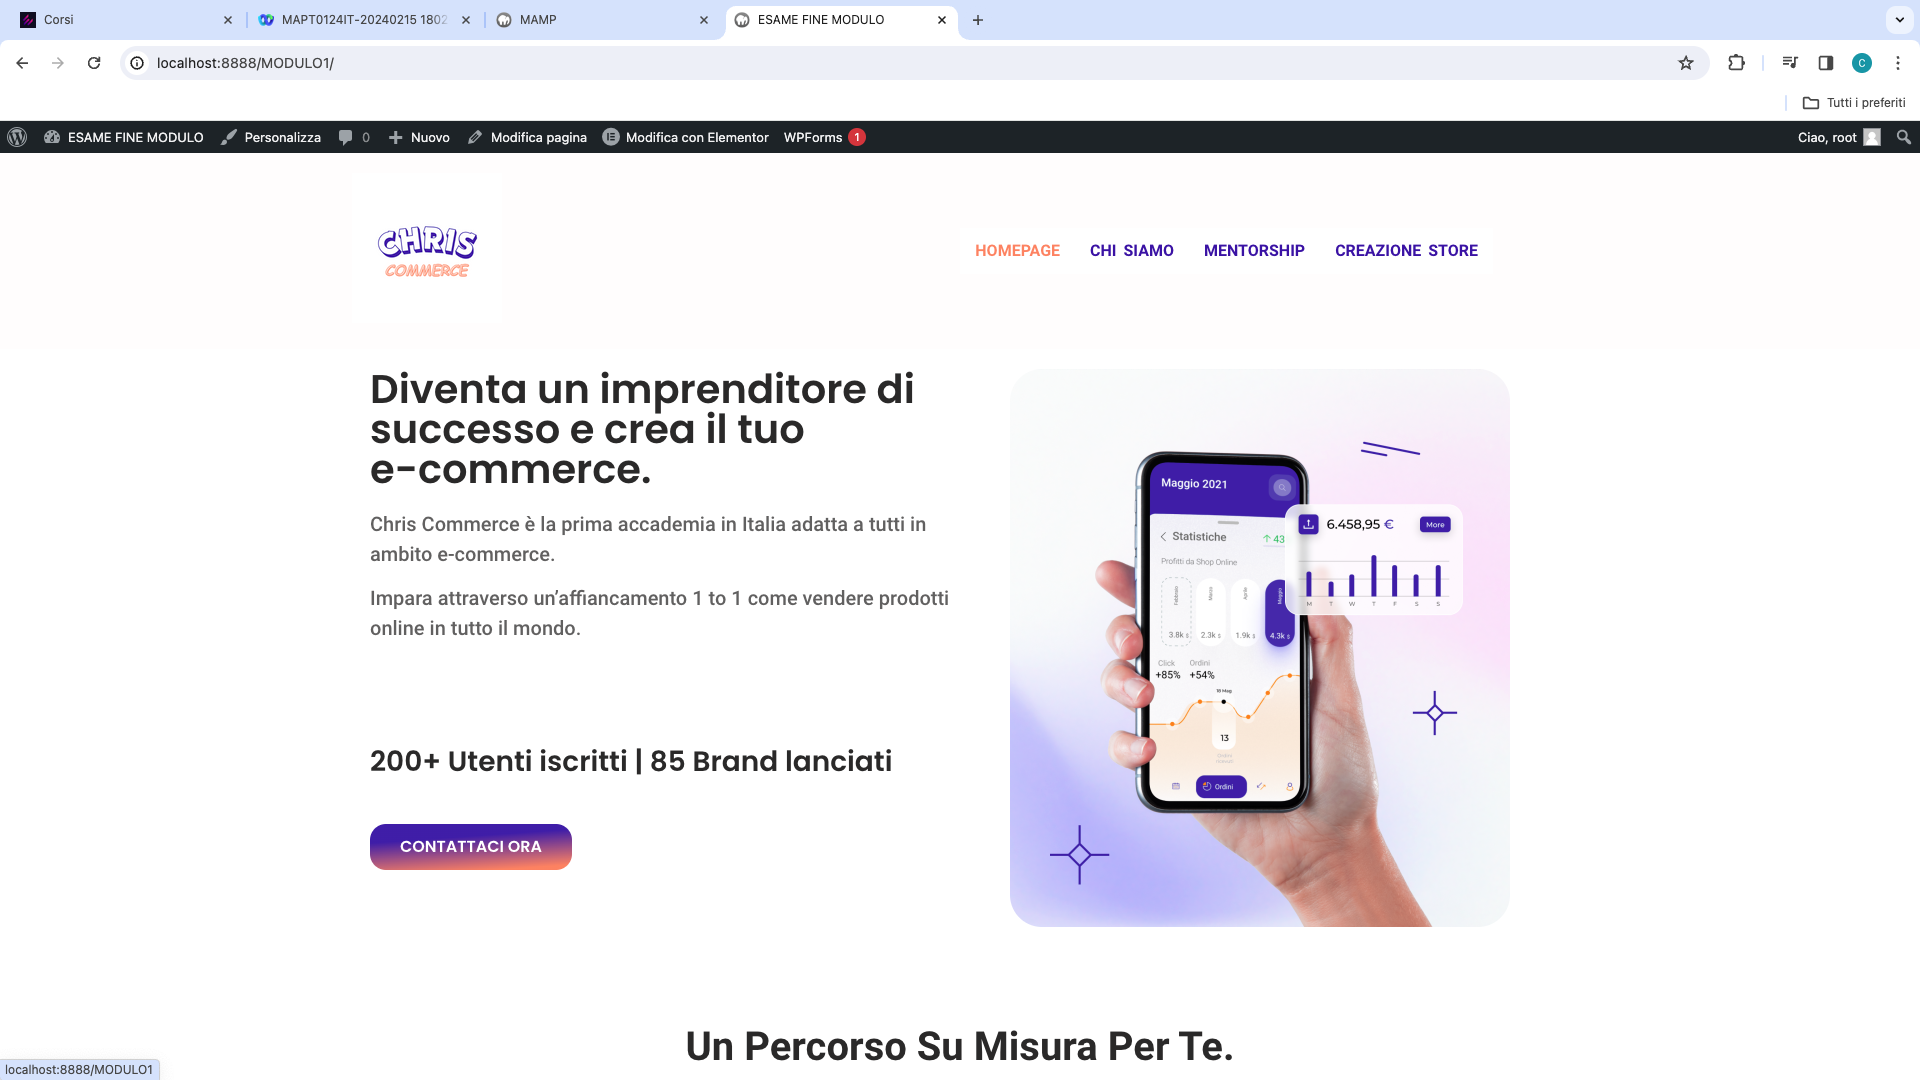 Corsi
MAPT0124IT-20240215 1802
MAMP
ESAME FINE MODULO
localhost:8888/MODULO1/
C
Tutti i preferiti
ESAME FINE MODULO
Personalizza
0
Nuovo
Modifica pagina
Modifica con Elementor
WPForms 1
Ciao, root
CHRIS
COMMERCE
HOMEPAGE
CHI SIAMO
MENTORSHIP
CREAZIONE STORE
Diventa un imprenditore di
successo e crea il tuo
e-commerce.
Chris Commerce è la prima accademia in Italia adatta a tutti in
ambito e-commerce.
Impara attraverso un’affiancamento 1 to 1 come vendere prodotti
online in tutto il mondo.
200+ Utenti iscritti | 85 Brand lanciati
CONTATTACI ORA
Maggio 2021
Statistiche
43
Profitti da Shop Online
Febbraio
Marzo
Aprile
Maggio
3.8k $
2.3k $
1.9k $
4.3k $
Click
Ordini
+85%
+54%
18 Mag
13
Ordini
6.458,95 €
More
M T W T F S S
Un Percorso Su Misura Per Te.
localhost:8888/MODULO1